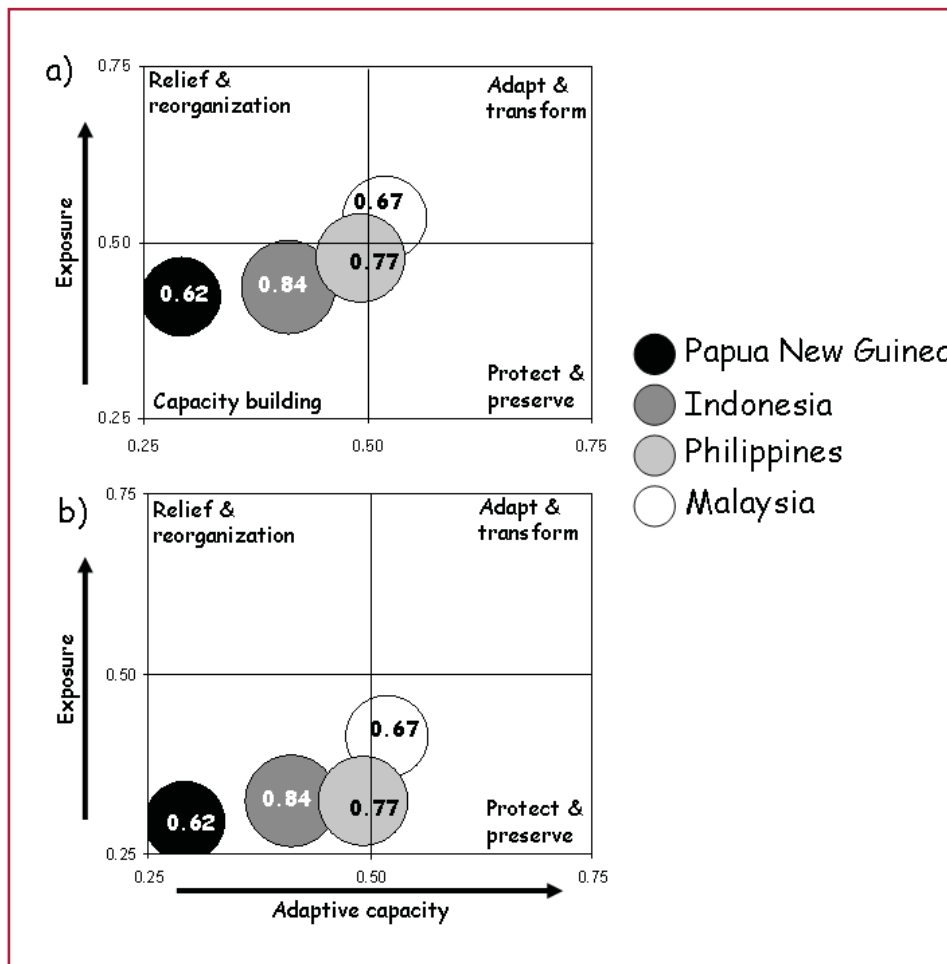 a)
0.75
Relief &
reorganization
Adapt &
transform
Exposure
0.50
0.67
0.77
0.84
0.62
Capacity building
Protect &
preserve
0.25
0.25
0.50
0.75
Papua New Guinea
Indonesia
Philippines
Malaysia
b)
0.75
Relief &
reorganization
Adapt &
transform
Exposure
0.50
0.67
0.84
0.77
0.62
Protect &
preserve
0.25
0.25
0.50
0.75
Adaptive capacity